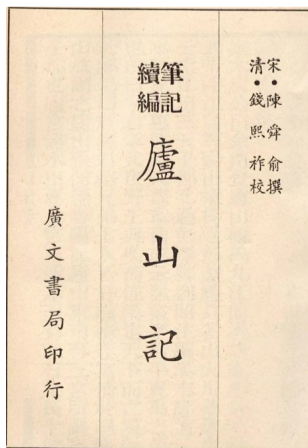 宋•陳舜俞撰
清•錢熙祚校
筆記
續編
廬山記
廣文書局印行